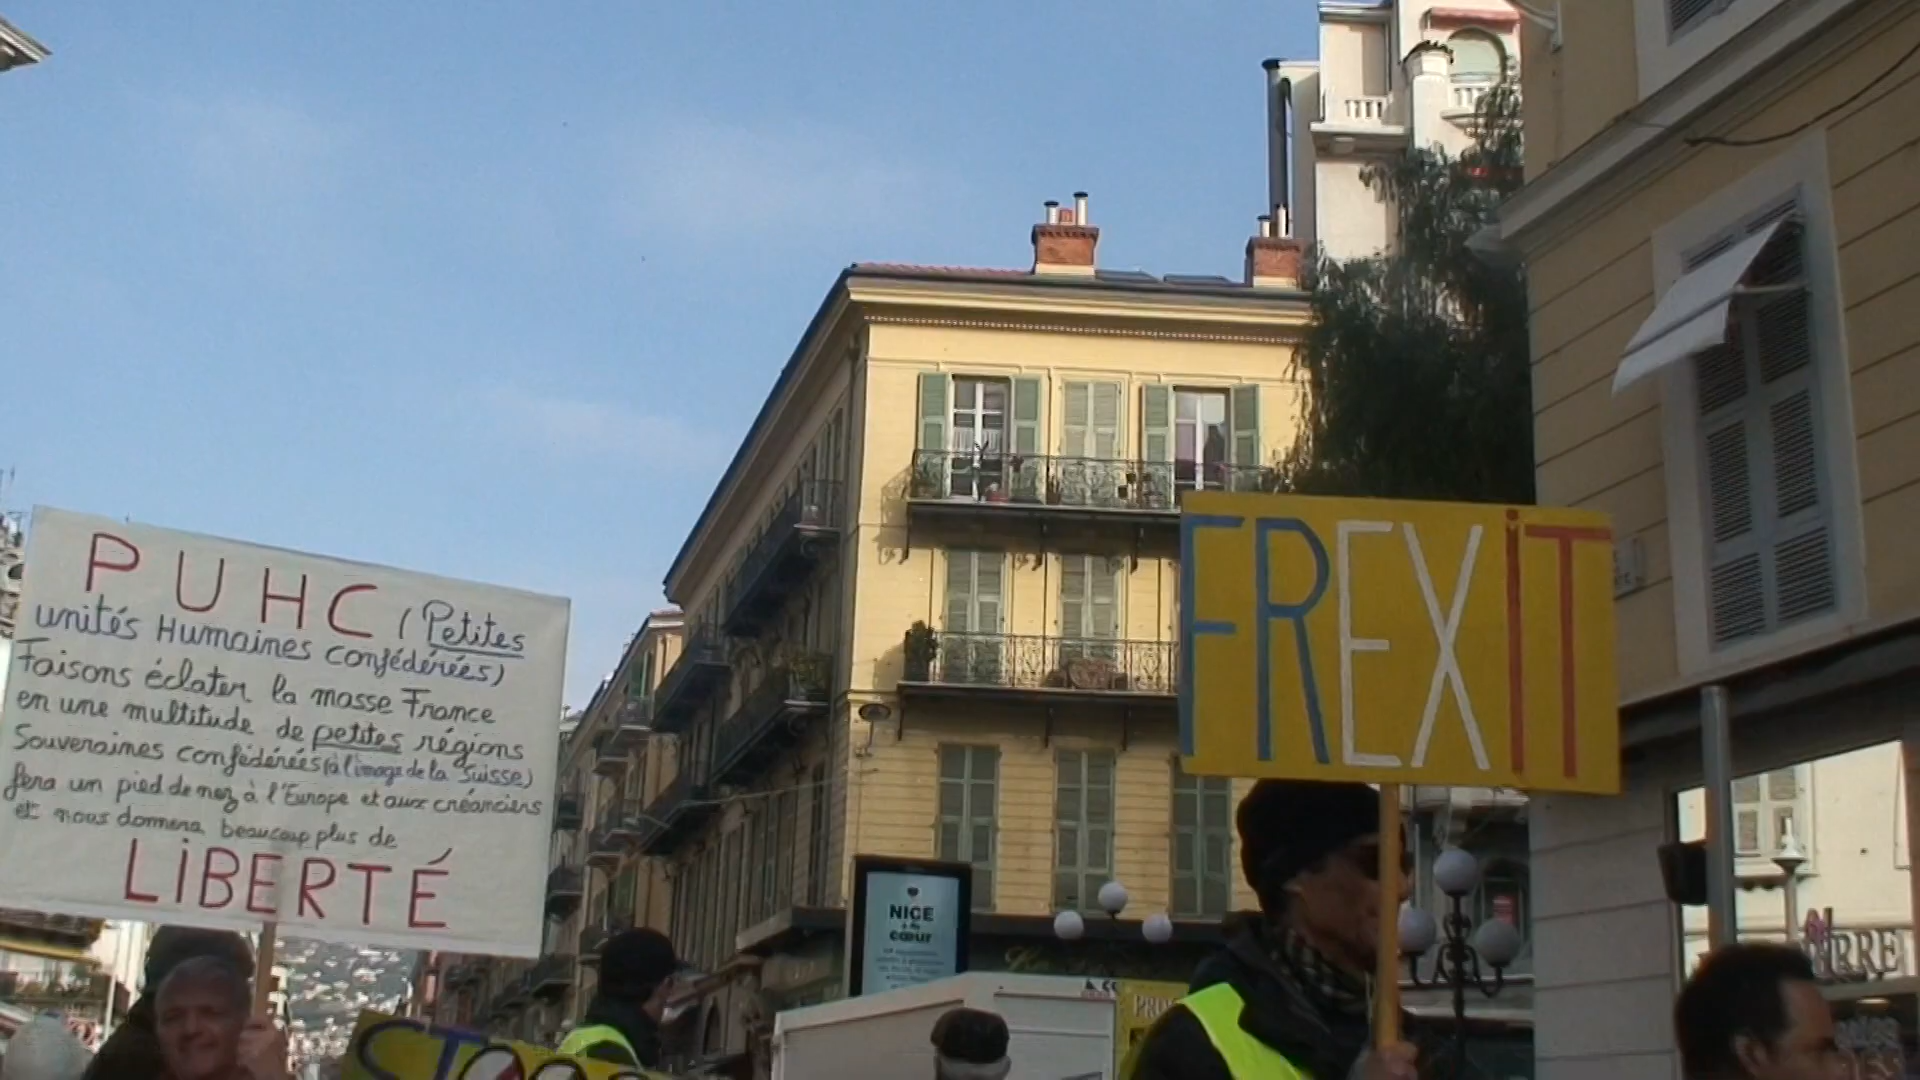 PUHC (Petites
unités Humaines confédérées)
Faisons éclater la masse France
en une multitude de petites régions
Souveraines confédérées (à l'image de la Suisse)
fera un pied de nez à l'Europe et aux créanciers
et nous donnera beaucoup plus de
LiBERTÉ
FREXiT
NICE
cœur
STO